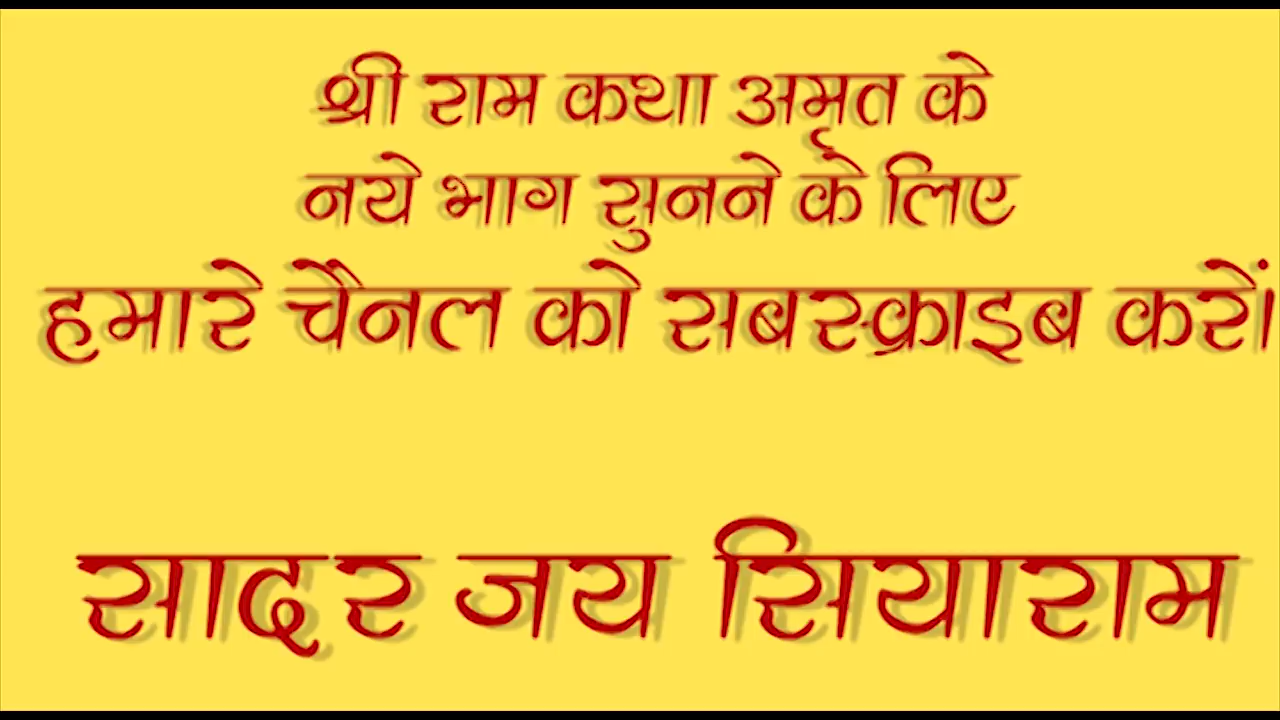 श्री राम कथा अमृत के
नये भाग सुनने के लिए
हमारे चैनल को सबस्क्राइब करें।
सादर जय सियाराम